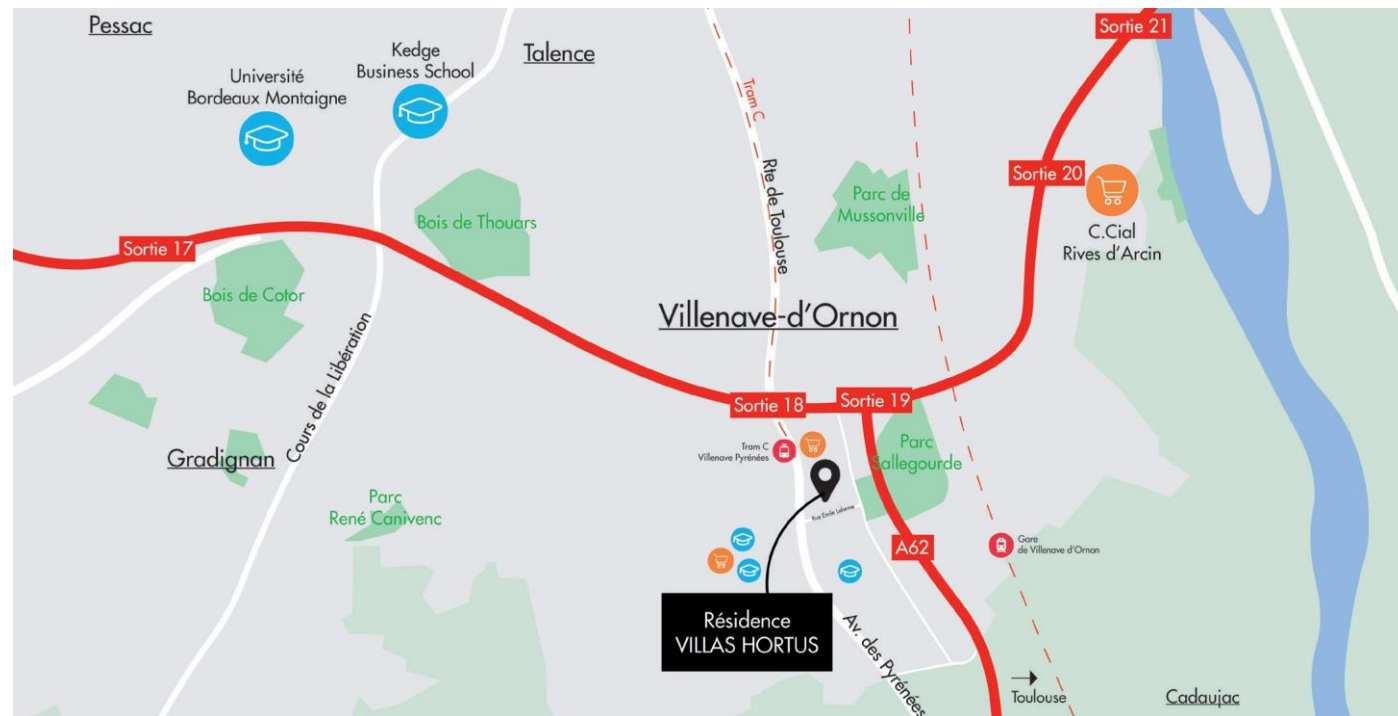 Pessac
Université
Bordeaux Montaigne
Kedge
Business School
Talence
Tram C
Rte de Toulouse
Sortie 21
Sortie 20
C.Cial
Rives d'Arcin
Parc de
Mussonville
Bois de Thouars
Sortie 17
Bois de Cotor
Cours de la Libération
Villenave-d'Ornon
Sortie 18
Sortie 19
Gradignan
Tram C
Villenave Pyrénées
Parc
Sallegourde
Parc
René Canivenc
Rue Emile Lalanne
A62
Gare
de Villenave d'Ornon
Résidence
VILLAS HORTUS
Av. des Pyrénées
Toulouse
Cadaujac